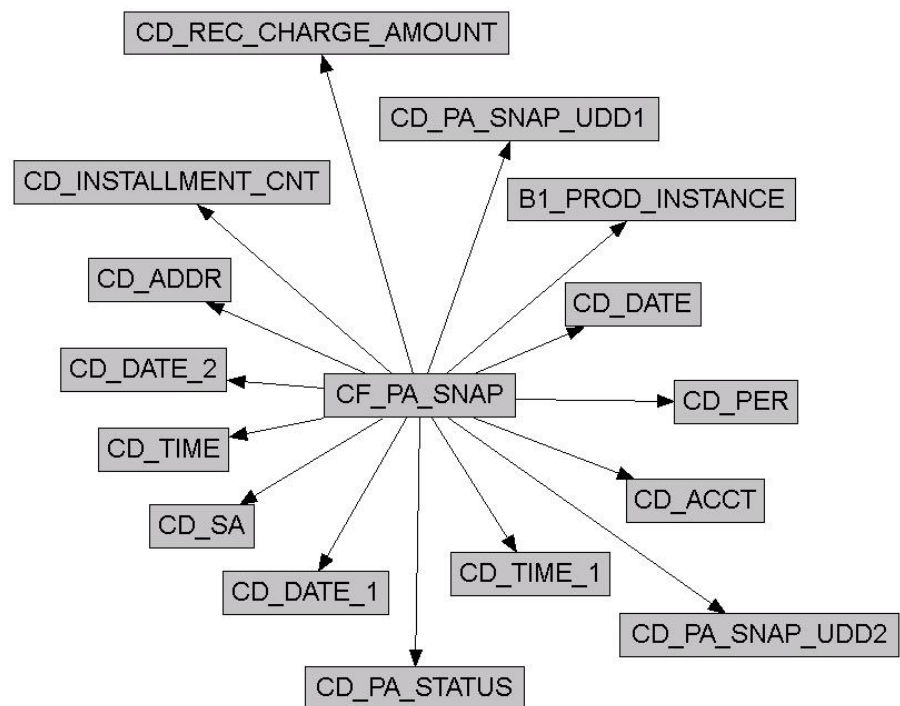 CD_REC_CHARGE_AMOUNT
CD_PA_SNAP_UDD1
CD_INSTALLMENT_CNT
B1_PROD_INSTANCE
CD_ADDR
CD_DATE
CD_DATE_2
CF_PA_SNAP
CD_PER
CD_TIME
CD_ACCT
CD_SA
CD_TIME_1
CD_DATE_1
CD_PA_SNAP_UDD2
CD_PA_STATUS